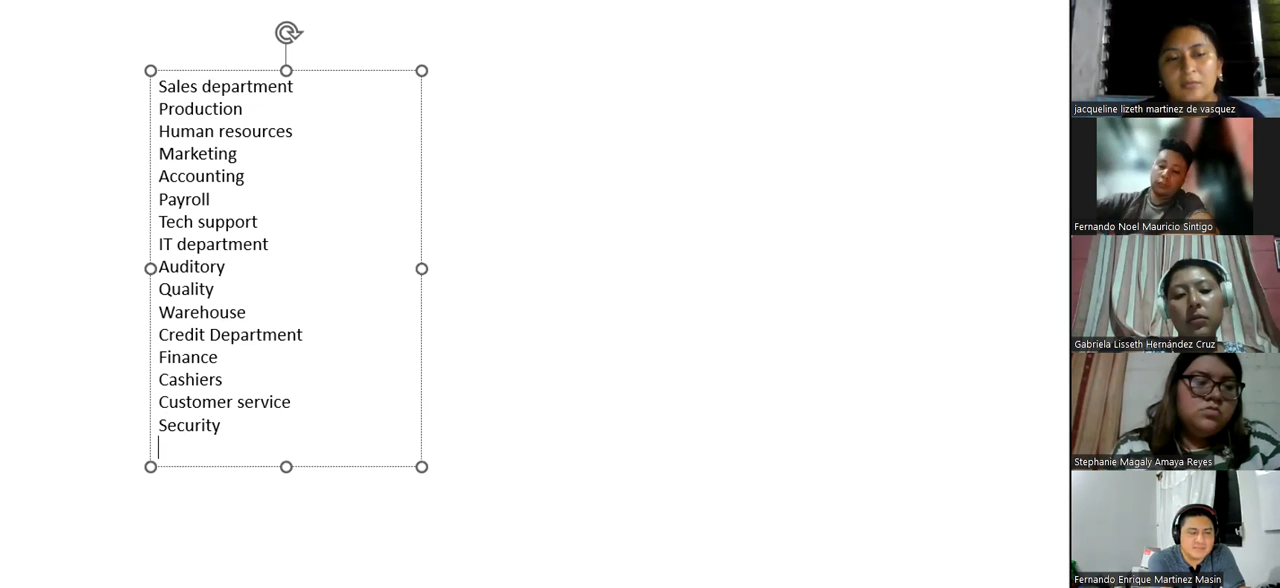 Sales department
Production
Human resources
Marketing
Accounting
Payroll
Tech support
IT department
Auditory
Quality
Warehouse
Credit Department
Finance
Cashiers
Customer service
Security
jacqueline lizeth martinez de vasquez
Fernando Noel Mauricio Sintigo
Gabriela Lisseth Hernández Cruz
Stephanie Magaly Amaya Reyes
Fernando Enrique Martinez Masin